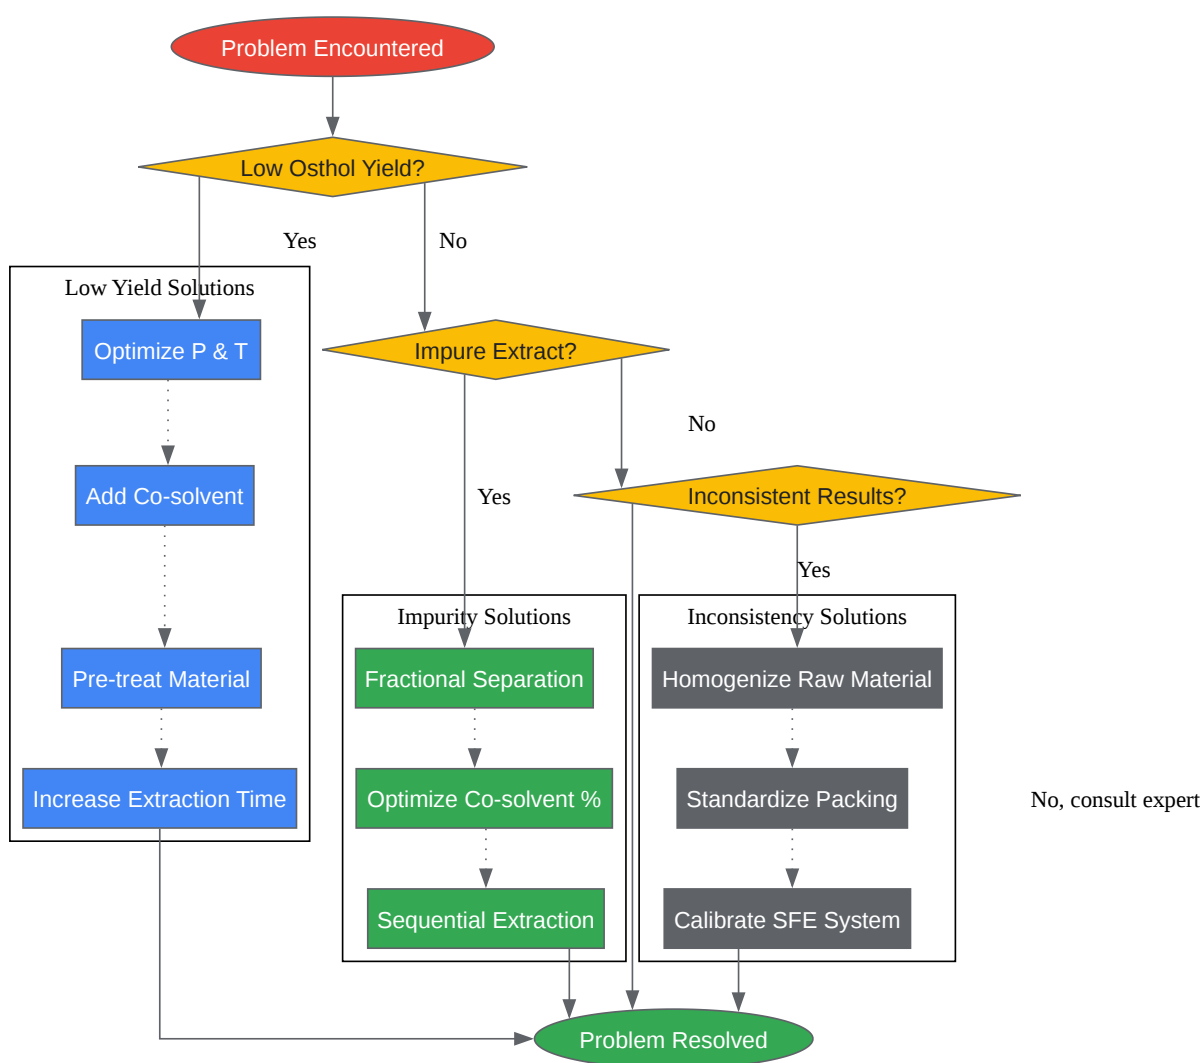 Problem Encountered
Low Osthol Yield?
Yes
No
Low Yield Solutions
Optimize P & T
Impure Extract?
No
Add Co-solvent
Yes
Inconsistent Results?
Yes
Impurity Solutions
Inconsistency Solutions
Pre-treat Material
Fractional Separation
Homogenize Raw Material
Increase Extraction Time
Optimize Co-solvent %
Standardize Packing
No, consult expert
Sequential Extraction
Calibrate SFE System
Problem Resolved